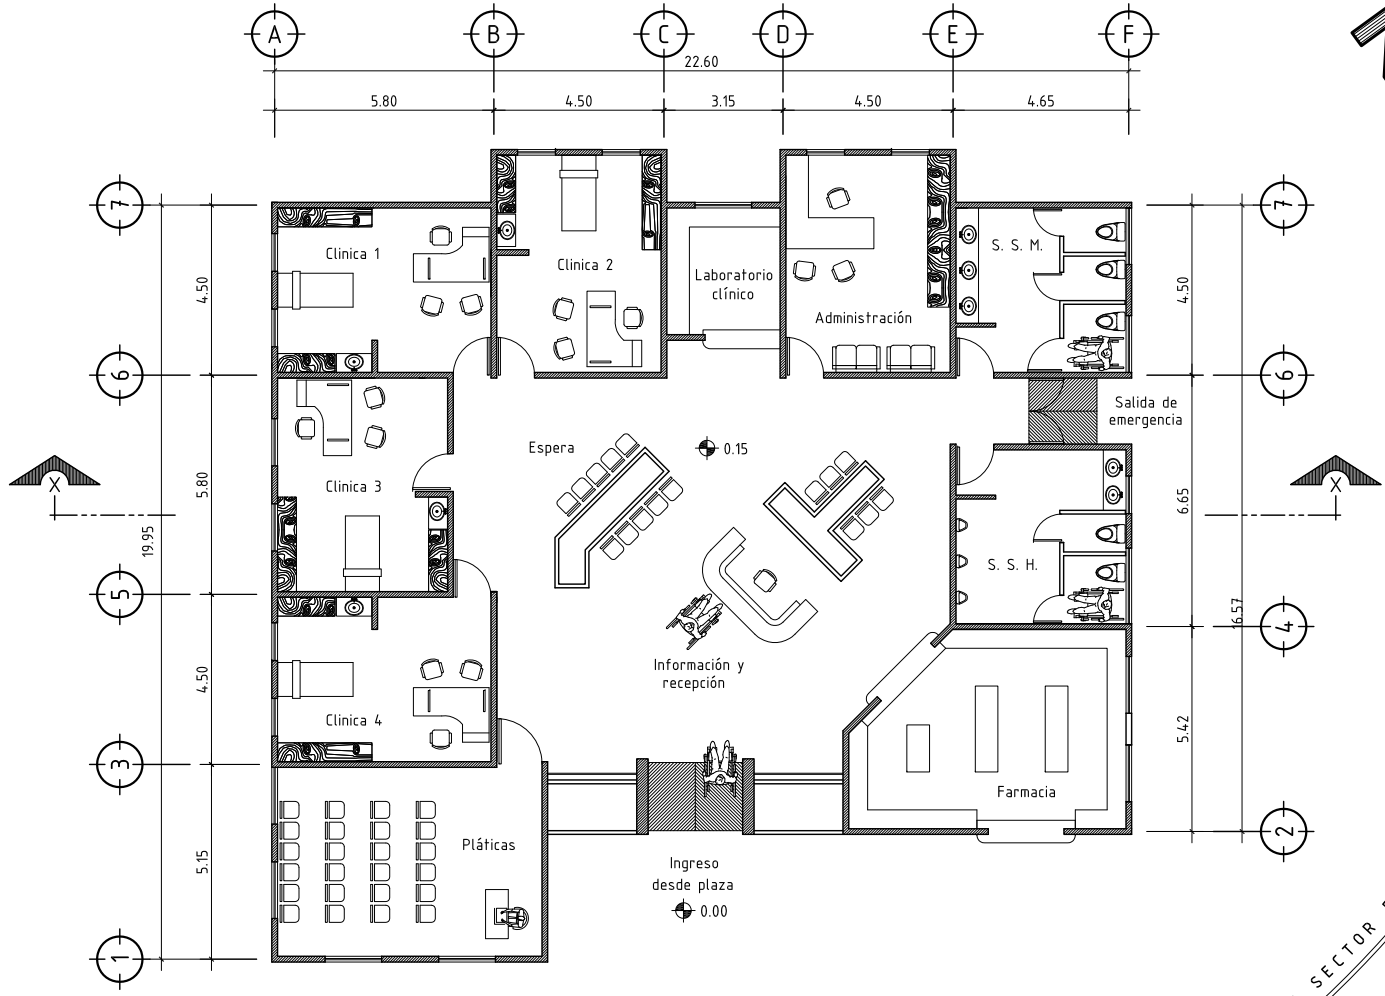 A B C D E F
22.60
5.80 4.50 3.15 4.50 4.65
7 7
Clinica 1
Clinica 2
Laboratorio
clínico
Administración
S. S. M.
4.50 4.50
6 6
Salida de
emergencia
Espera
0.15
Clinica 3
X X
5.80
6.65
19.95
S. S. H.
5
4
6.57
Información y
recepción
4.50
Clinica 4
5.42
3
Farmacia
2
Pláticas
5.15
Ingreso
desde plaza
0.00
1
SECTOR